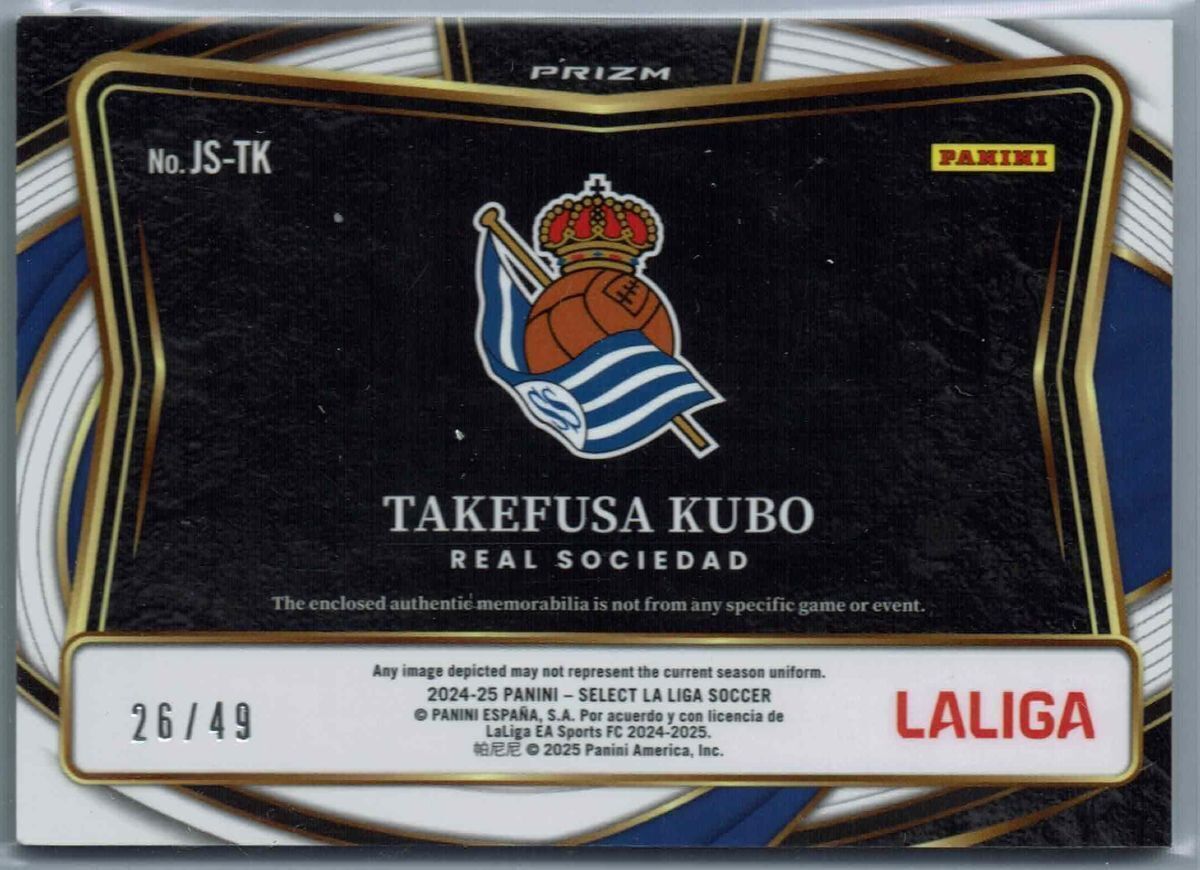 PRIZM
No. JS-TK
PANINI
TAKEFUSA KUBO
REAL SOCIEDAD
The enclosed authentic memorabilia is not from any specific game or event.
Any image depicted may not represent the current season uniform.
2024-25 PANINI – SELECT LA LIGA SOCCER
© PANINI ESPAÑA, S.A. Por acuerdo y con licencia de
LaLiga EA Sports FC 2024-2025.
帕尼尼 © 2025 Panini America, Inc.
26/49
LALIGA